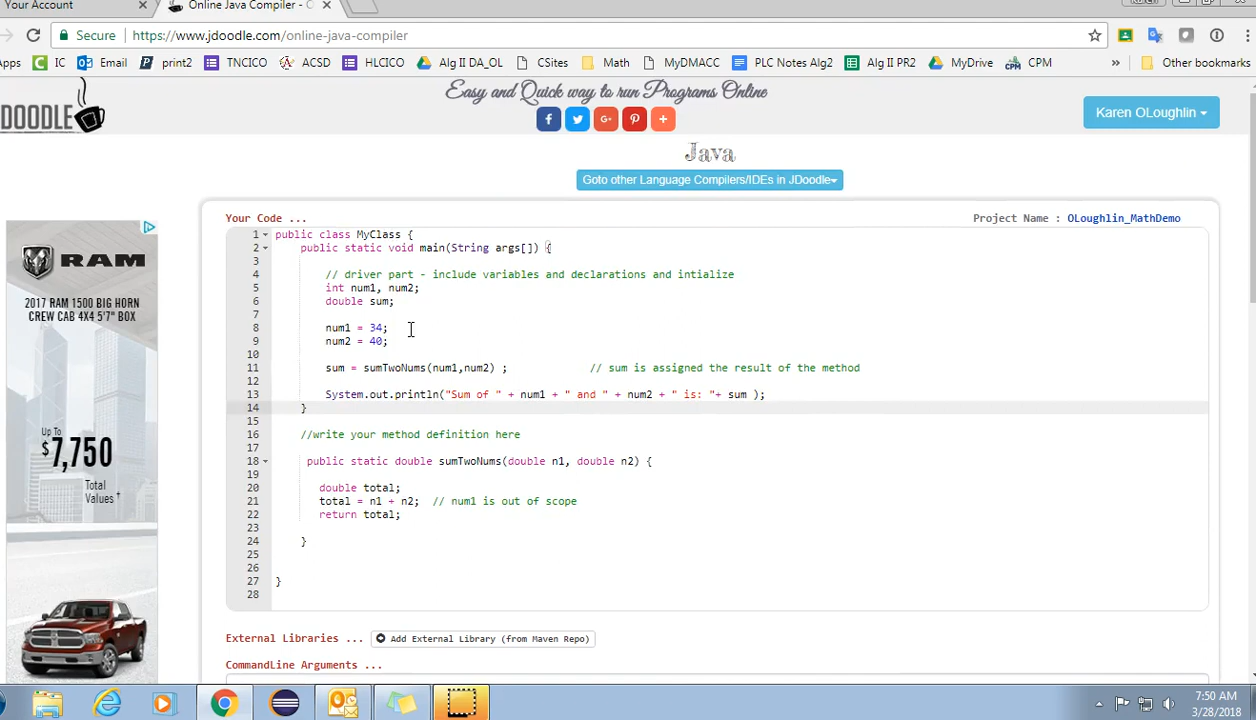 Your Account
Online Java Compiler - O
Karen
Secure
https://www.jdoodle.com/online-java-compiler
Apps IC Email print2 TNCICO ACSD HLCICO Alg II DA_OL CSites Math MyDMACC PLC Notes Alg2 Alg II PR2 MyDrive CPM CPM » Other bookmarks
DOODLE
Easy and Quick way to run Programs Online
Karen OLoughlin
Java
Goto other Language Compilers/IDEs in JDoodle
Your Code ...
Project Name : OLoughlin_MathDemo
1 public class MyClass {
2 public static void main(String args[]) {
3
4 // driver part - include variables and declarations and intialize
5 int num1, num2;
6 double sum;
7
8 num1 = 34;
9 num2 = 40;
10
11 sum = sumTwoNums(num1,num2) ; // sum is assigned the result of the method
12
13 System.out.println("Sum of " + num1 + " and " + num2 + " is: "+ sum );
14 }
15
16 //write your method definition here
17
18 public static double sumTwoNums(double n1, double n2) {
19
20 double total;
21 total = n1 + n2; // num1 is out of scope
22 return total;
23
24 }
25
26
27 }
28
RAM
2017 RAM 1500 BIG HORN
CREW CAB 4X4 5'7" BOX
Up To
$7,750
Total
Values†
External Libraries ... Add External Library (from Maven Repo)
CommandLine Arguments ...
7:50 AM
3/28/2018